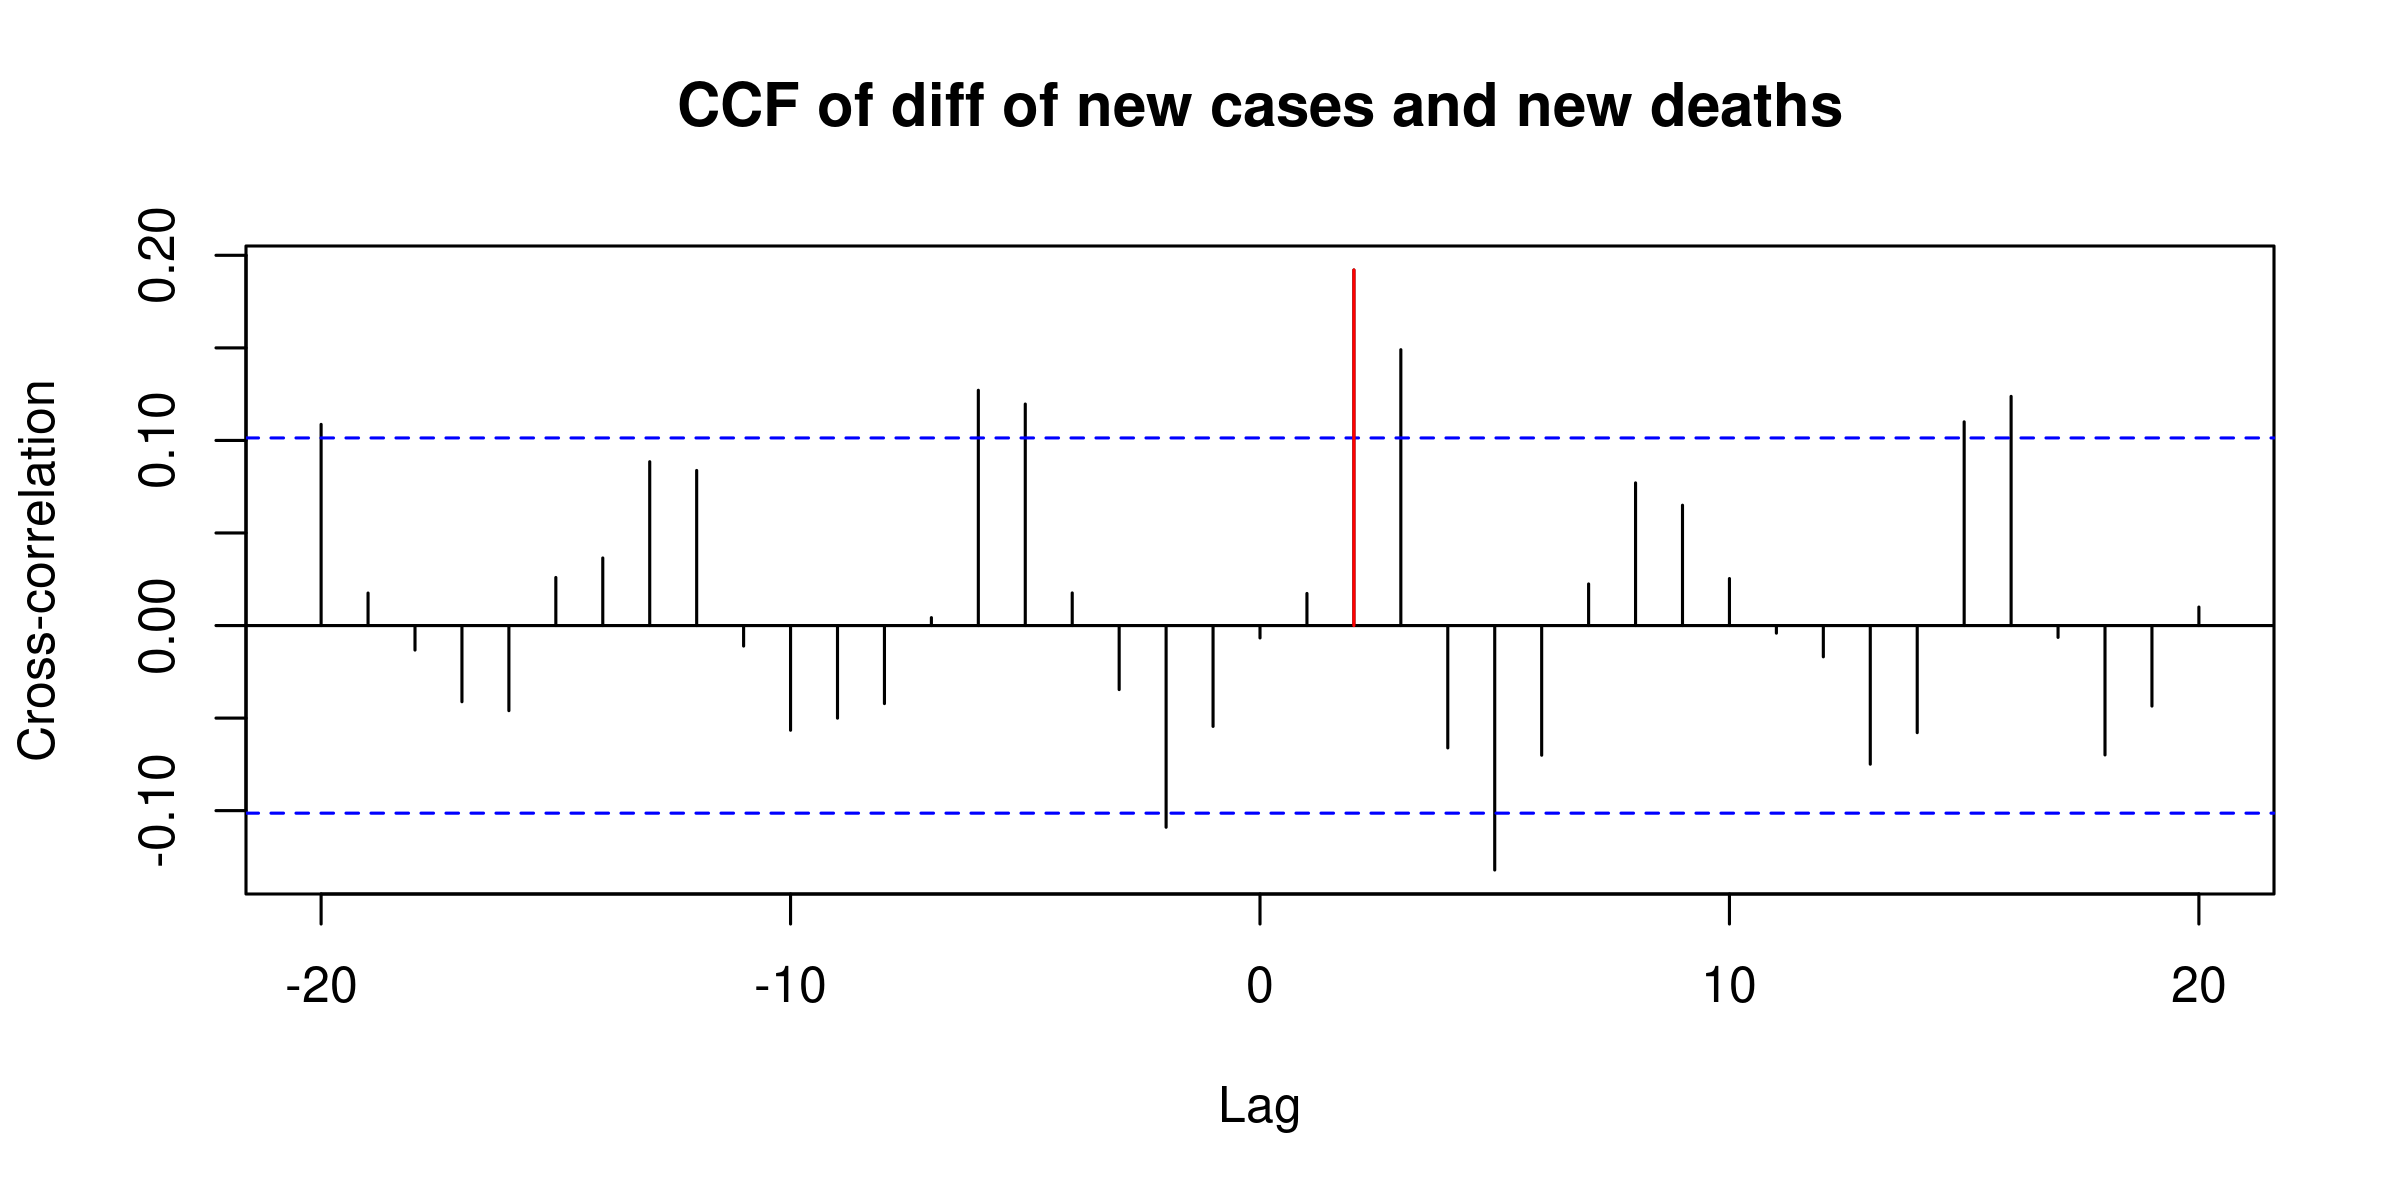 CCF of diff of new cases and new deaths
Cross-correlation
0.20
0.10
0.00
-0.10
-20 -10 0 10 20
Lag